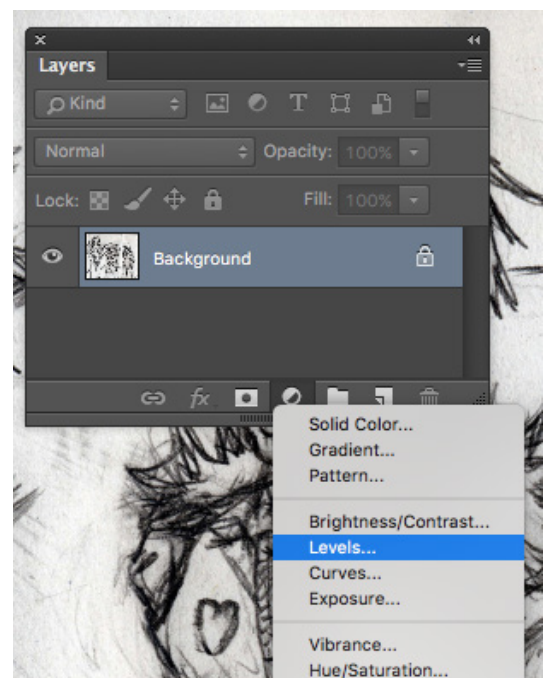 Layers
Kind
Normal Opacity: 100%
Lock: Fill: 100%
Background
fx
Solid Color...
Gradient...
Pattern...
Brightness/Contrast...
Levels...
Curves...
Exposure...
Vibrance...
Hue/Saturation...